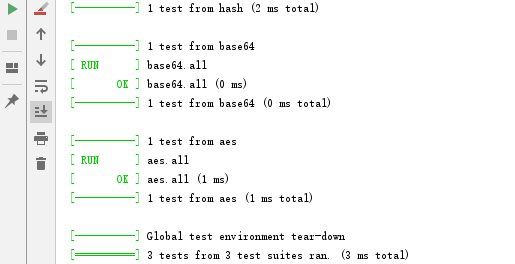 [----------] 1 test from hash (2 ms total)
[----------] 1 test from base64
[ RUN      ] base64.all
[       OK ] base64.all (0 ms)
[----------] 1 test from base64 (0 ms total)
[----------] 1 test from aes
[ RUN      ] aes.all
[       OK ] aes.all (1 ms)
[----------] 1 test from aes (1 ms total)
[----------] Global test environment tear-down
[==========] 3 tests from 3 test suites ran. (3 ms total)